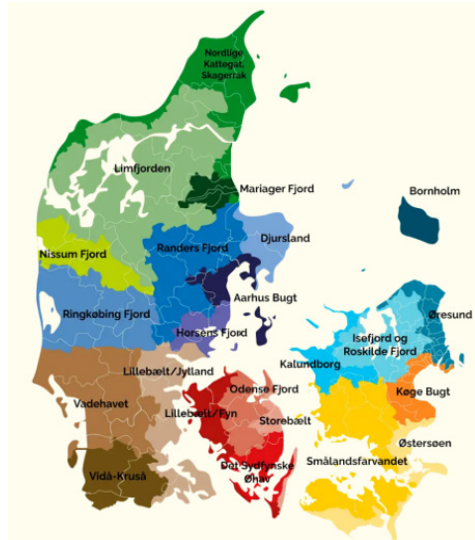 Nordlige
Kattegat,
Skagerrak
Limfjorden
Mariager Fjord
Bornholm
Nissum Fjord
Randers Fjord
Djursland
Aarhus Bugt
Ringkøbing Fjord
Horsens Fjord
Øresund
Isefjord og
Roskilde Fjord
Kalundborg
Lillebælt/Jylland
Odense Fjord
Køge Bugt
Vadehavet
Lillebælt/Fyn
Storebælt
Østersøen
Smålandsfarvandet
Det Sydfynske
Øhav
Vidå-Kruså